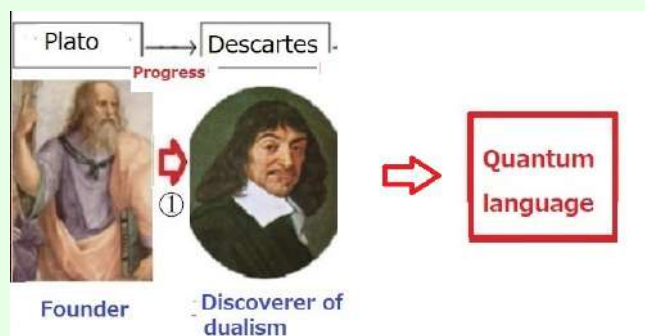 Plato
Descartes
Progress
①
Quantum
language
Founder
Discoverer of
dualism